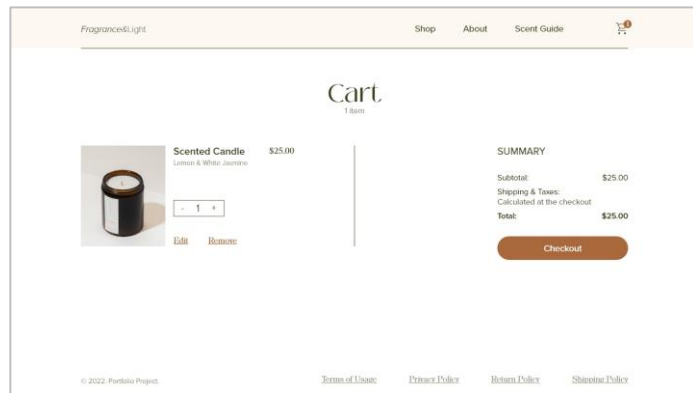 Fragrance&Light
Shop About Scent Guide
1
Cart
1 item
Scented Candle $25.00
Lemon & White Jasmine
- 1 +
Edit Remove
SUMMARY
Subtotal: $25.00
Shipping & Taxes:
Calculated at the checkout
Total: $25.00
Checkout
© 2022. Portfolio Project.
Terms of Usage Privacy Policy Return Policy Shipping Policy